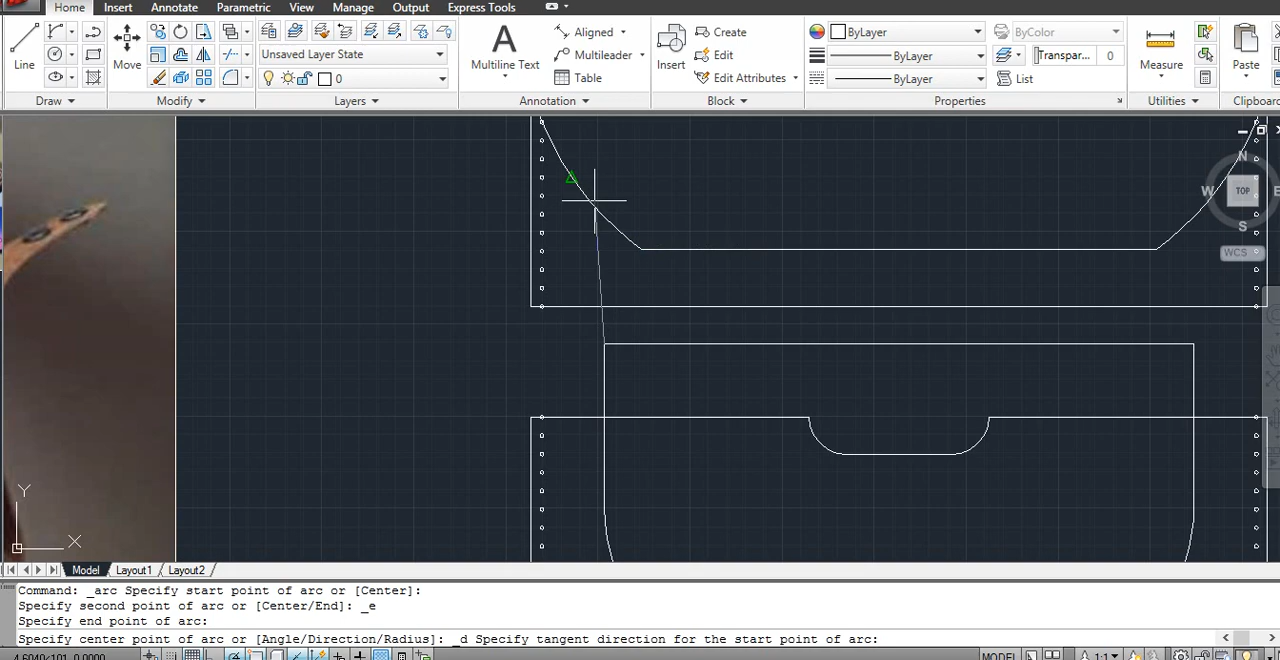 Home Insert Annotate Parametric View Manage Output Express Tools
Line
Move
Unsaved Layer State
0
Multiline Text
Aligned
Multileader
Table
Insert
Create
Edit
Edit Attributes
ByLayer
ByLayer
ByLayer
ByColor
Transpar... 0
List
Measure
Paste
Draw Modify Layers Annotation Block Properties Utilities Clipboard
N
W TOP E
S
WCS
Y
X
Model Layout1 Layout2
Command: _arc Specify start point of arc or [Center]:
Specify second point of arc or [Center/End]: _e
Specify end point of arc:
Specify center point of arc or [Angle/Direction/Radius]: _d Specify tangent direction for the start point of arc:
MODEL 1:1